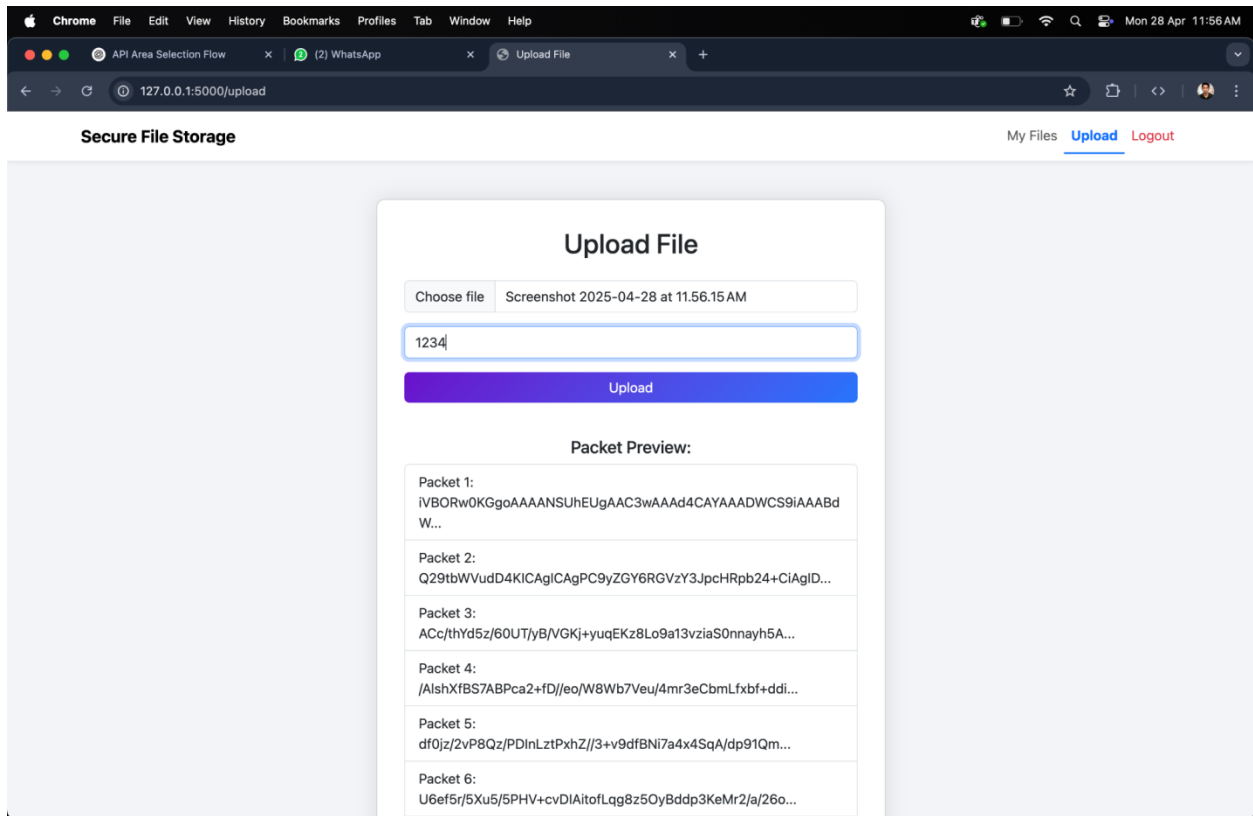 Chrome File Edit View History Bookmarks Profiles Tab Window Help Mon 28 Apr 11:56 AM
API Area Selection Flow (2) WhatsApp Upload File
127.0.0.1:5000/upload
Secure File Storage My Files Upload Logout
Upload File
Choose file Screenshot 2025-04-28 at 11.56.15 AM
1234
Upload
Packet Preview:
Packet 1:
iVBORw0KGgoAAAANSUhEUgAAC3wAAAd4CAYAAADWCS9iAAABd
W...
Packet 2:
Q29tbWVudD4KICAgICAgPC9yZGY6RGVzY3JpcHRpb24+CiAgID...
Packet 3:
ACc/thYd5z/60UT/yB/VGKj+yuqEKz8Lo9a13vziaS0nnayh5A...
Packet 4:
/AlshXfBS7ABPca2+fD//eo/W8Wb7Veu/4mr3eCbmLfxbf+ddi...
Packet 5:
df0jz/2vP8Qz/PDInLztPxhZ//3+v9dfBNi7a4x4SqA/dp91Qm...
Packet 6:
U6ef5r/5Xu5/5PHV+cvDIAitofLqg8z5OyBddp3KeMr2/a/26o...